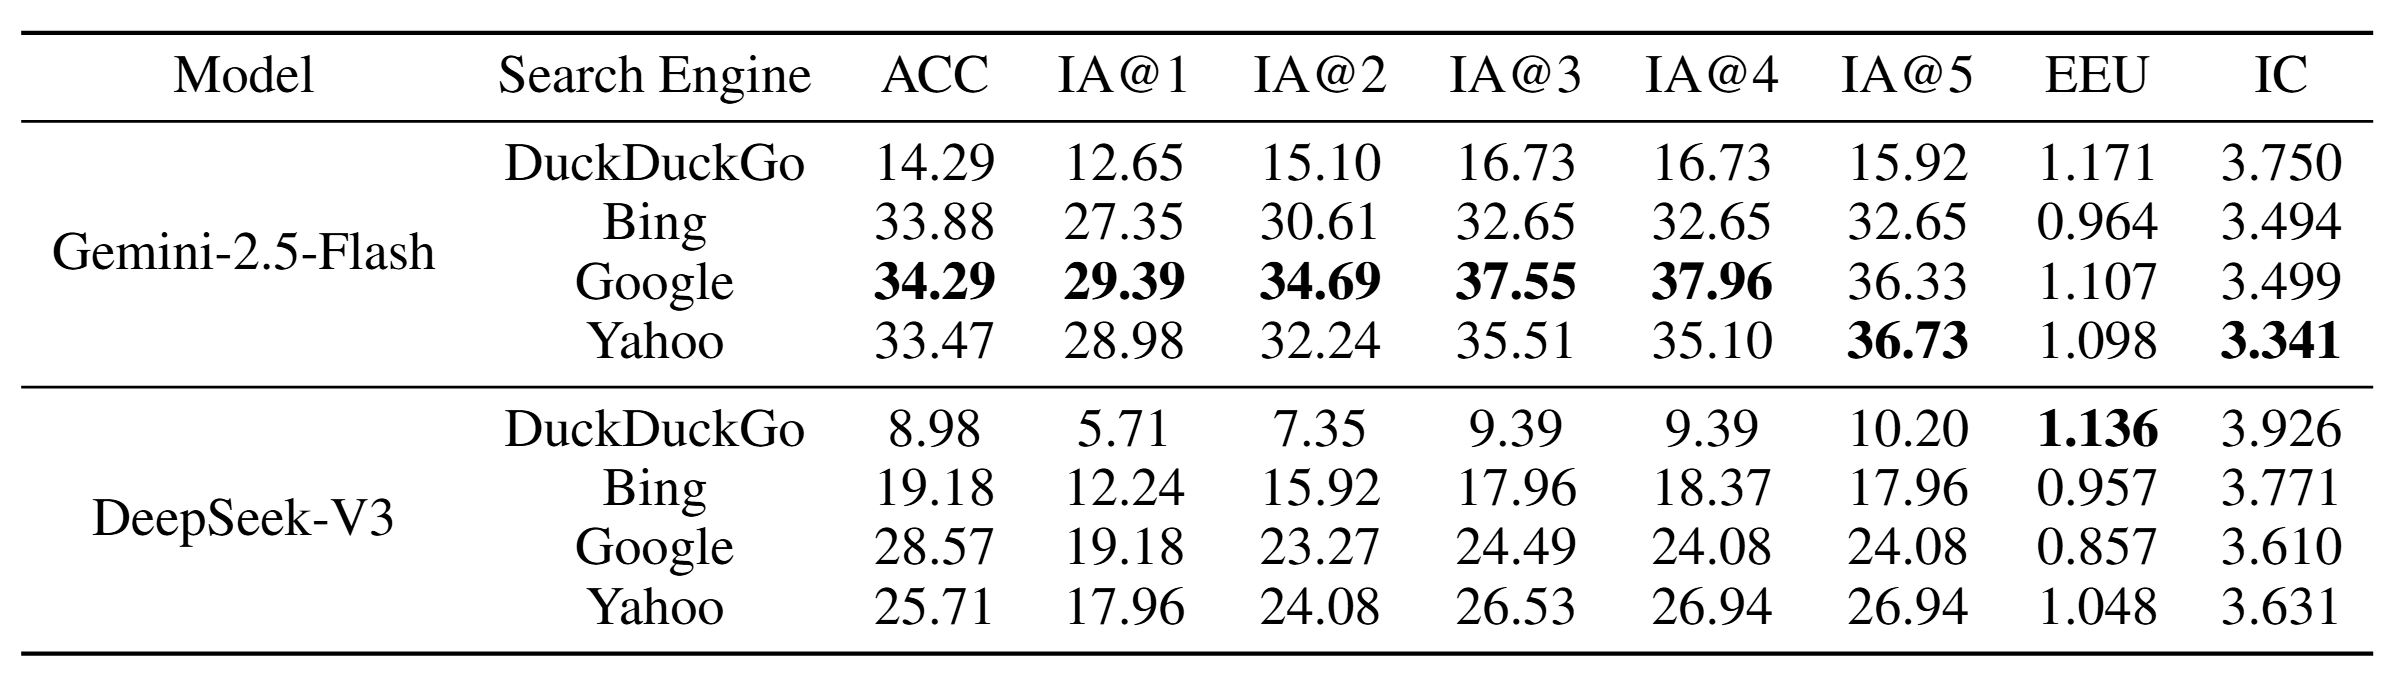 Model Search Engine ACC IA@1 IA@2 IA@3 IA@4 IA@5 EEU IC
Gemini-2.5-Flash
DuckDuckGo 14.29 12.65 15.10 16.73 16.73 15.92 1.171 3.750
Bing 33.88 27.35 30.61 32.65 32.65 32.65 0.964 3.494
Google 34.29 29.39 34.69 37.55 37.96 36.33 1.107 3.499
Yahoo 33.47 28.98 32.24 35.51 35.10 36.73 1.098 3.341
DeepSeek-V3
DuckDuckGo 8.98 5.71 7.35 9.39 9.39 10.20 1.136 3.926
Bing 19.18 12.24 15.92 17.96 18.37 17.96 0.957 3.771
Google 28.57 19.18 23.27 24.49 24.08 24.08 0.857 3.610
Yahoo 25.71 17.96 24.08 26.53 26.94 26.94 1.048 3.631